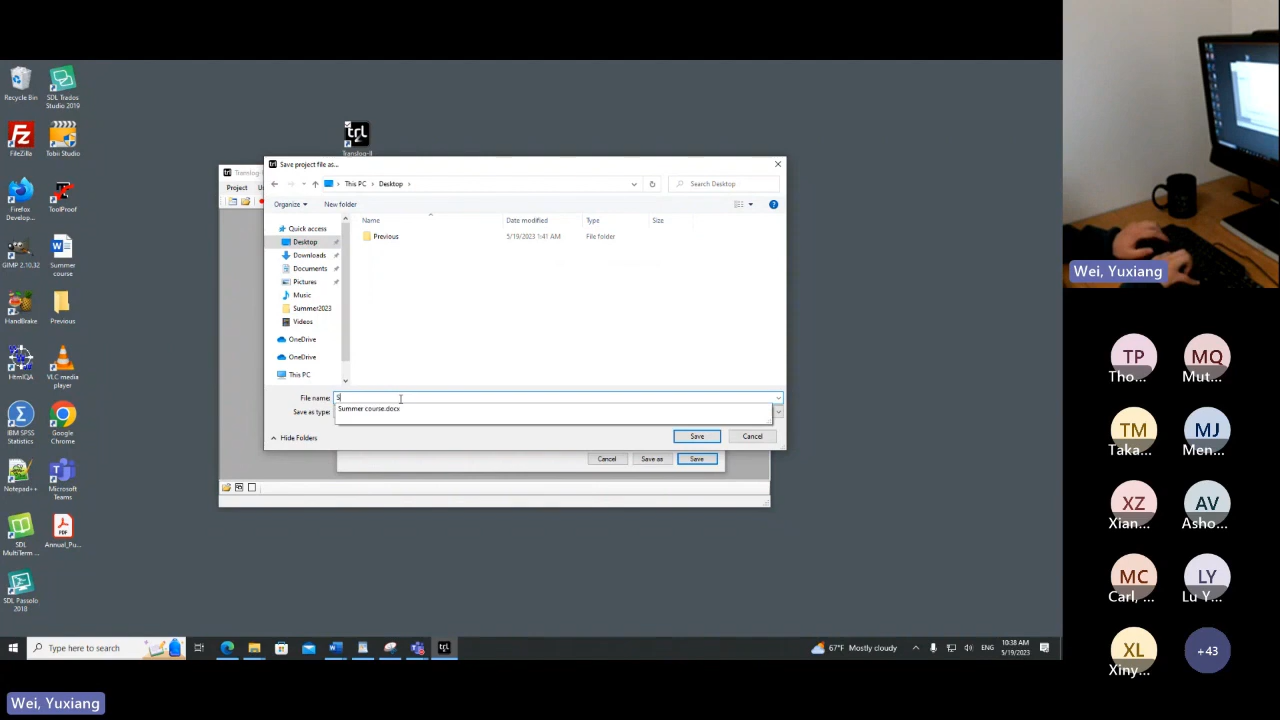 Recycle Bin
SDL Trados
Studio 2019
trl
Translog-II
FileZilla
Tobii Studio
Firefox
Develop...
ToolProof
GIMP 2.10.32
Summer
course
HandBrake
Previous
HtmlQA
VLC media
player
IBM SPSS
Statistics
Google
Chrome
Notepad++
Microsoft
Teams
SDL
MultiTerm ...
Annual_Pu...
SDL Passolo
2018
Project
Save project file as...
This PC
Desktop
Search Desktop
Organize
New folder
Name
Date modified
Type
Size
Quick access
Desktop
Downloads
Documents
Pictures
Music
Summer2023
Videos
OneDrive
OneDrive
This PC
Previous
5/19/2023 1:41 AM
File folder
File name:
S
Summer course.docx
Save as type:
Hide Folders
Save
Cancel
Cancel
Save as
Save
Type here to search
67°F Mostly cloudy
ENG
10:38 AM
5/19/2023
Wei, Yuxiang
Wei, Yuxiang
TP
Tho...
MQ
Mut...
TM
Taka...
MJ
Men...
XZ
Xian...
AV
Asho...
MC
Carl, ...
LY
Lu Y...
XL
Xiny...
+43